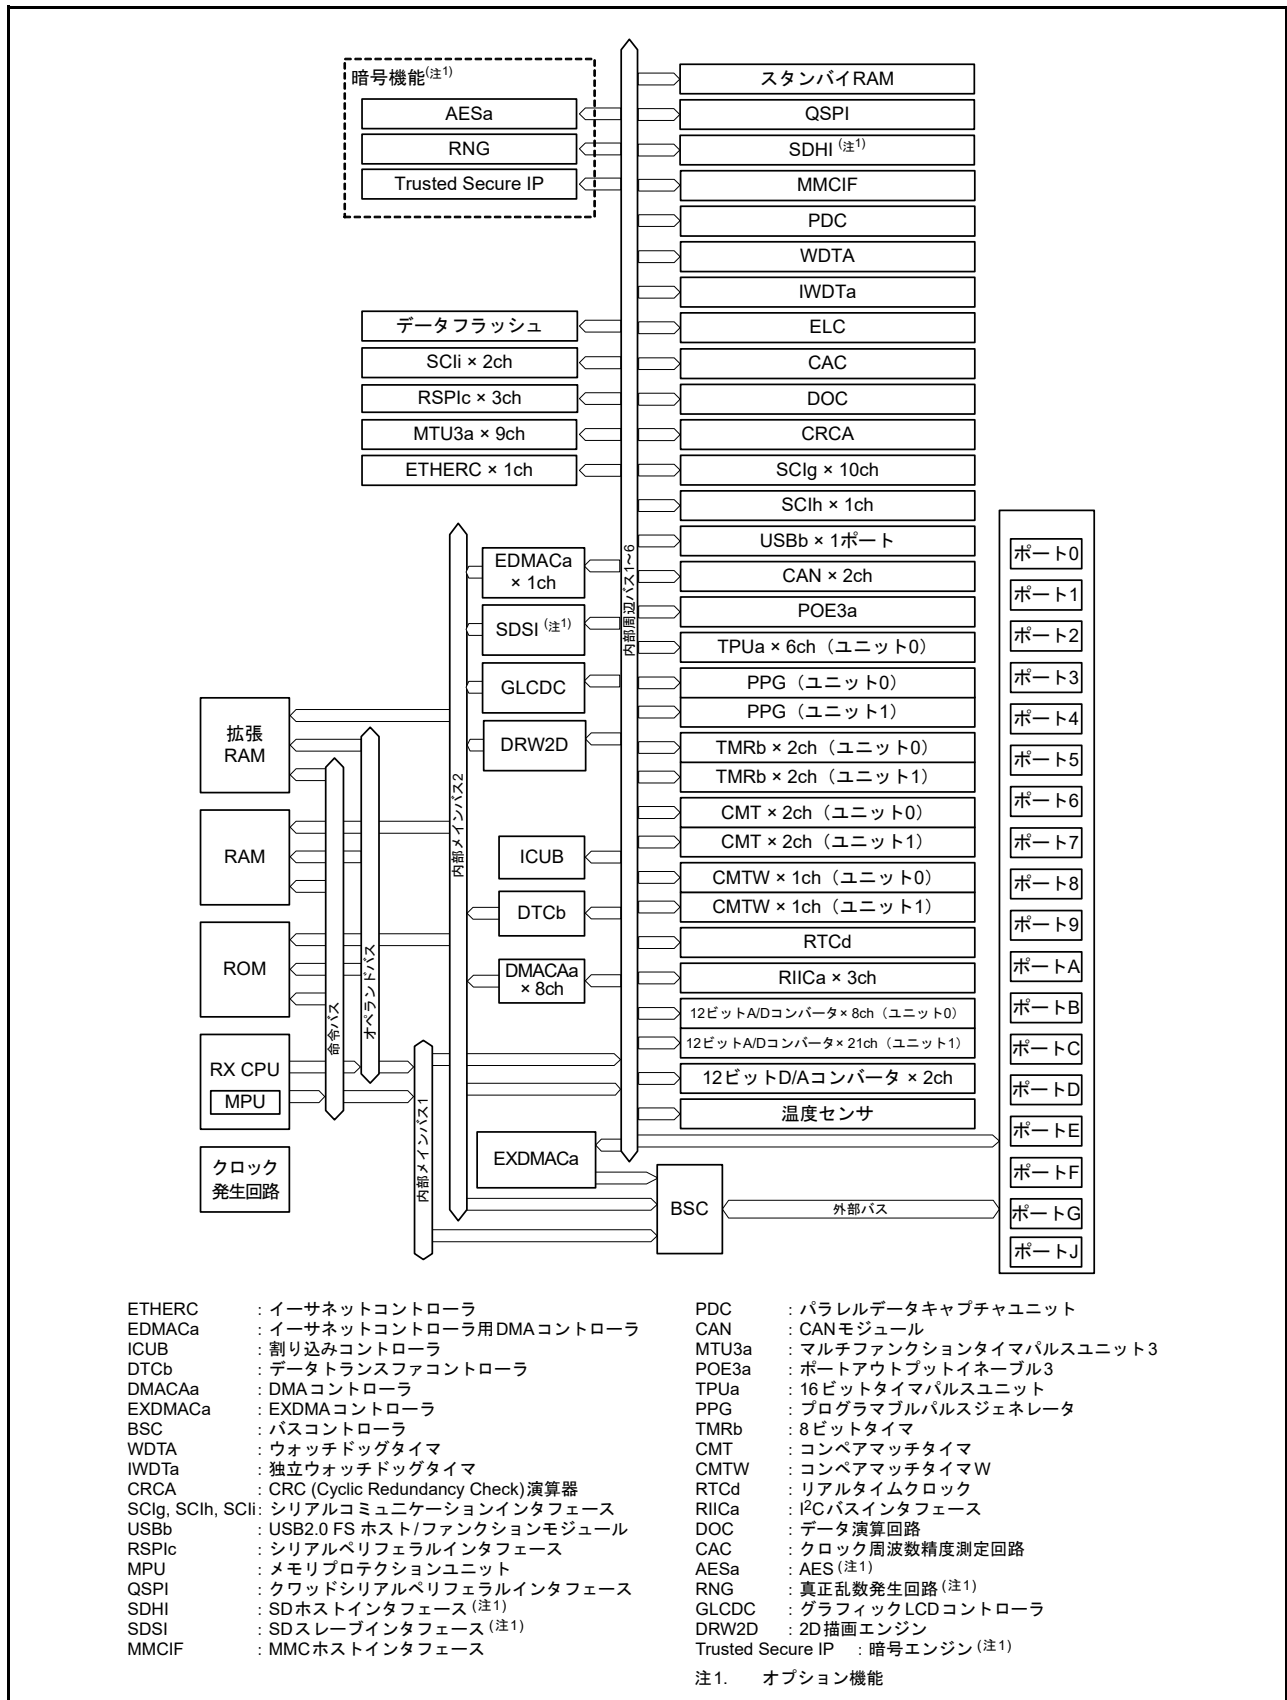 暗号機能(注1)
AESa
RNG
Trusted Secure IP
データフラッシュ
SCIi × 2ch
RSPIc × 3ch
MTU3a × 9ch
ETHERC × 1ch
スタンバイRAM
QSPI
SDHI (注1)
MMCIF
PDC
WDTA
IWDTa
ELC
CAC
DOC
CRCA
SCIg × 10ch
SCIh × 1ch
USBb × 1ポート
CAN × 2ch
POE3a
TPUa × 6ch（ユニット0）
PPG（ユニット0）
PPG（ユニット1）
TMRb × 2ch（ユニット0）
TMRb × 2ch（ユニット1）
CMT × 2ch（ユニット0）
CMT × 2ch（ユニット1）
CMTW × 1ch（ユニット0）
CMTW × 1ch（ユニット1）
RTCd
RIICa × 3ch
12ビットA/Dコンバータ× 8ch（ユニット0）
12ビットA/Dコンバータ× 21ch（ユニット1）
12ビットD/Aコンバータ × 2ch
温度センサ
内部周辺バス1～6
EDMACa
× 1ch
SDSI (注1)
GLCDC
DRW2D
ICUB
DTCb
DMACAa
× 8ch
EXDMACa
BSC
外部バス
内部メインバス2
内部メインバス1
オペランドバス
命令バス
拡張
RAM
RAM
ROM
RX CPU
MPU
クロック
発生回路
ポート0
ポート1
ポート2
ポート3
ポート4
ポート5
ポート6
ポート7
ポート8
ポート9
ポートA
ポートB
ポートC
ポートD
ポートE
ポートF
ポートG
ポートJ
ETHERC : イーサネットコントローラ
EDMACa : イーサネットコントローラ用DMAコントローラ
ICUB : 割り込みコントローラ
DTCb : データトランスファコントローラ
DMACAa : DMAコントローラ
EXDMACa : EXDMAコントローラ
BSC : バスコントローラ
WDTA : ウォッチドッグタイマ
IWDTa : 独立ウォッチドッグタイマ
CRCA : CRC (Cyclic Redundancy Check)演算器
SCIg, SCIh, SCIi: シリアルコミュニケーションインタフェース
USBb : USB2.0 FS ホスト/ファンクションモジュール
RSPIc : シリアルペリフェラルインタフェース
MPU : メモリプロテクションユニット
QSPI : クワッドシリアルペリフェラルインタフェース
SDHI : SDホストインタフェース(注1)
SDSI : SDスレーブインタフェース(注1)
MMCIF : MMCホストインタフェース
PDC : パラレルデータキャプチャユニット
CAN : CANモジュール
MTU3a : マルチファンクションタイマパルスユニット3
POE3a : ポートアウトプットイネーブル3
TPUa : 16ビットタイマパルスユニット
PPG : プログラマブルパルスジェネレータ
TMRb : 8ビットタイマ
CMT : コンペアマッチタイマ
CMTW : コンペアマッチタイマW
RTCd : リアルタイムクロック
RIICa : I2Cバスインタフェース
DOC : データ演算回路
CAC : クロック周波数精度測定回路
AESa : AES(注1)
RNG : 真正乱数発生回路(注1)
GLCDC : グラフィックLCDコントローラ
DRW2D : 2D描画エンジン
Trusted Secure IP : 暗号エンジン(注1)
注1. オプション機能